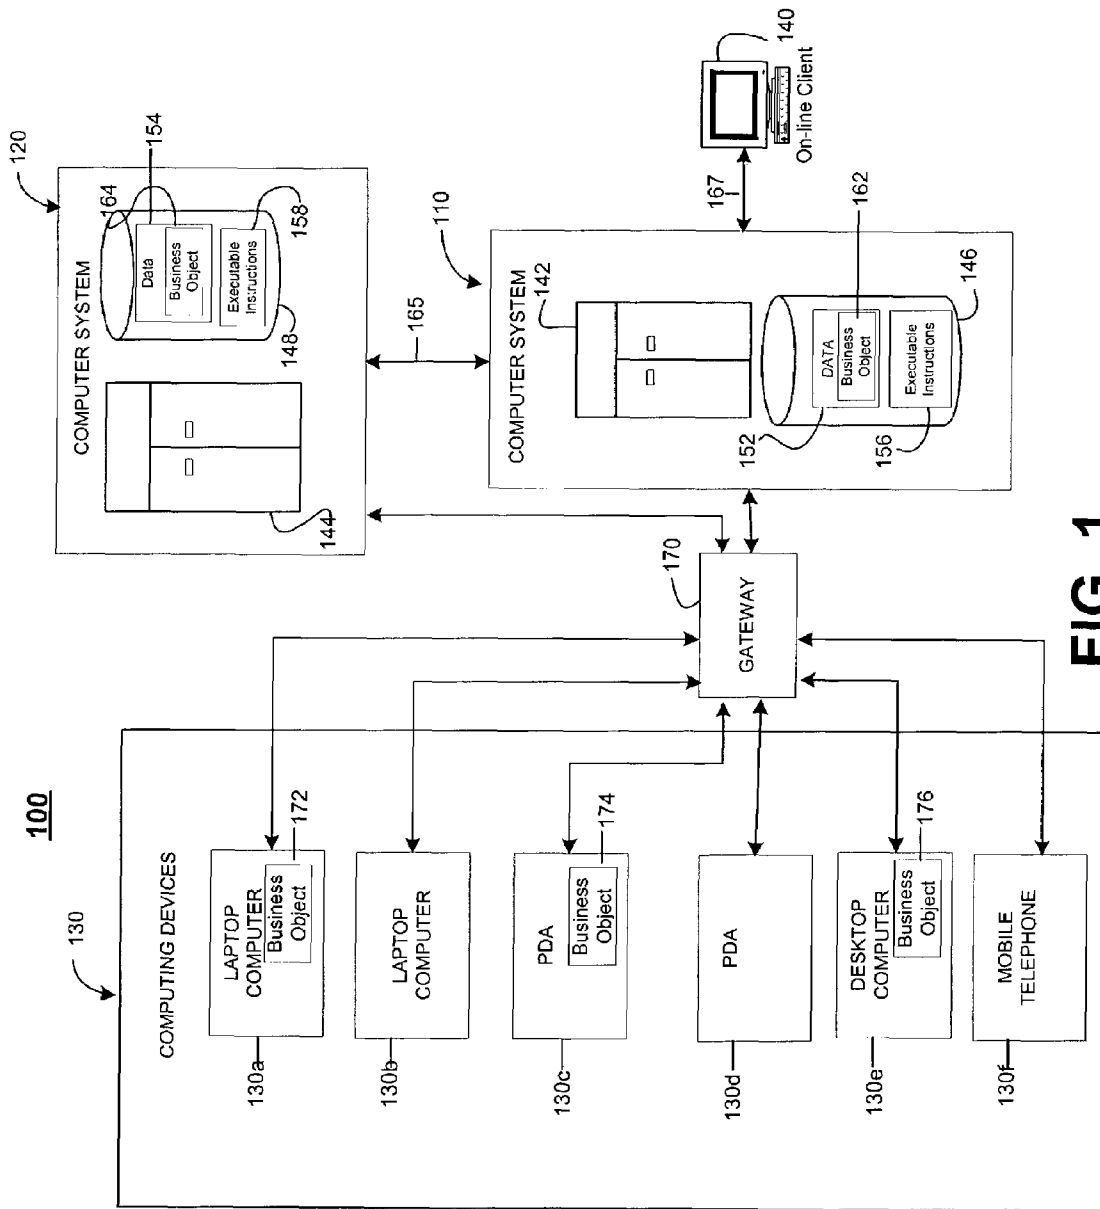 100
130
COMPUTING DEVICES
LAPTOP
COMPUTER
Business
Object
172
130a
LAPTOP
COMPUTER
130b
PDA
Business
Object
174
130c
PDA
130d
DESKTOP
COMPUTER
Business
Object
176
130e
MOBILE
TELEPHONE
130f
GATEWAY
170
120
COMPUTER SYSTEM
144
164
Data
Business
Object
154
Executable
Instructions
158
148
165
110
COMPUTER SYSTEM
142
DATA
Business
Object
152
162
Executable
Instructions
156
146
167
140
On-line Client
FIG. 1